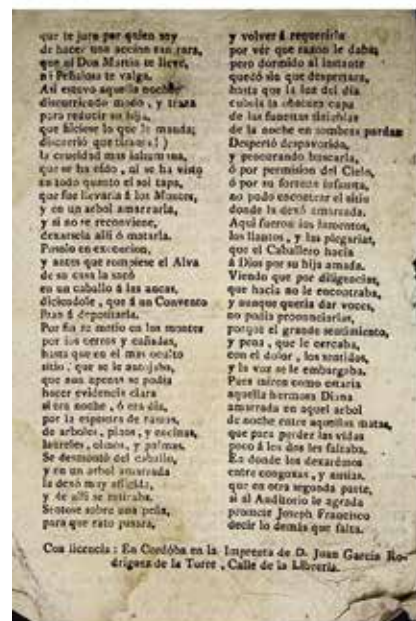 que te juro por quien soy
de hacer una accion tan rara,
que ni Don Martin te lleve,
ni Peñalosa te valga.
Asi estuvo aquella noche
discurriendo modo, y traza
para reducir su hija,
que hiciese lo que le manda;
discurrió que tirano!)
la crueldad mas inhumana,
que se ha oído, ni se ha visto
en todo quanto el sol tapa,
que fue llevarla á los Montes,
y en un arbol amarrarla,
y si no se reconviene,
dexarsela allí ó matarla.
Pusolo en execucion,
y antes que rompiese el Alva
de su casa la sacó
en un caballo á las ancas,
diciendole, que á un Convento
iban á depositarla.
Por fin se metio en los montes
por los cerros y cañadas,
hasta que en el mas oculto
sitio, que se le antojaba,
que aun apenas se podia
hacer evidencia clara
si era noche, ó era dia,
por la espesura de ramas,
de arboles, pinos, y encinas,
laureles, olmos, y palmas.
Se desmontó del caballo,
y en un arbol amarrada
la dexó muy afligida,
y de allí se retiraba.
Sentose sobre una peña,
para que rato pasara,
y volver á requerirla
por vér que razon le daba;
pero dormido al instante
quedó sin que despertara,
hasta que la luz del dia
cubria la obscura capa
de las funestas tinieblas
de la noche en sombras pardas
Despertó despavorido,
y procurando buscarla,
ó por permision del Cielo,
ó por su fortuna infausta,
no pudo encontrar el sitio
donde la dexó amarrada.
Aqui fueron los lamentos,
los llantos, y las plegarias,
que el Caballero hacia
á Dios por su hija amada.
Viendo que por diligencias,
que hacia no le encontraba,
y aunque queria dar voces,
no podia pronunciarlas,
porque el grande sentimiento,
y pena, que le cercaba,
con el dolor, los sentidos,
y la voz se le embargaba.
Pues miren como estaria
aquella hermosa Diana
amarrada en aquel arbol
de noche entre aquellas matas,
que para perder las vidas
poco á los dos les faltaba.
En donde los dexarémos
entre congoxas, y ansias,
que en otra segunda parte,
si al Auditorio le agrada
promete Joseph Francisco
decir lo demás que falta.
Con licencia: En Cordóba en la Imprenta de D. Juan Garcia Ro-
driguez de la Torre, Calle de la Librería.